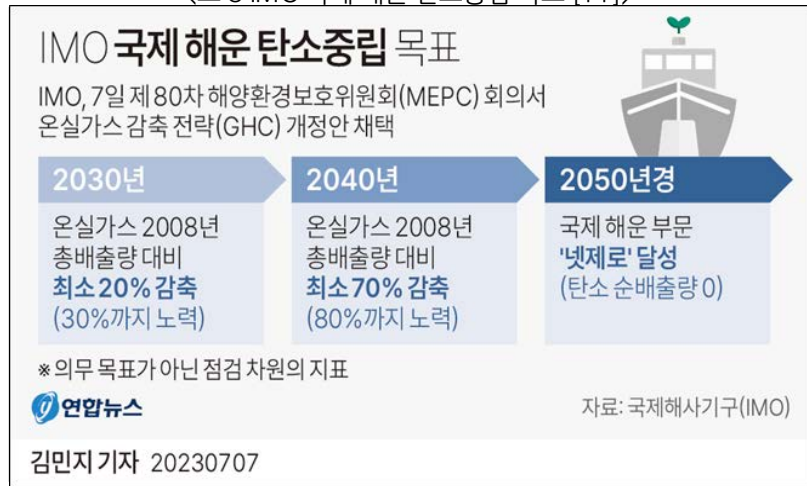 IMO 국제 해운 탄소중립 목표
IMO, 7일 제80차 해양환경보호위원회(MEPC) 회의서
온실가스 감축 전략(GHC) 개정안 채택
2030년
온실가스 2008년
총배출량 대비
최소 20% 감축
(30%까지 노력)
2040년
온실가스 2008년
총배출량 대비
최소 70% 감축
(80%까지 노력)
2050년경
국제 해운 부문
'넷제로' 달성
(탄소 순배출량 0)
※ 의무 목표가 아닌 점검 차원의 지표
연합뉴스
자료: 국제해사기구(IMO)
김민지 기자 20230707